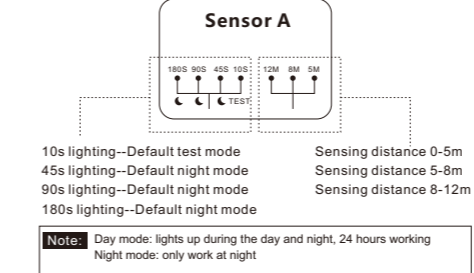 Sensor A
180S 90S 45S 10S 12M 8M 5M
TEST
10s lighting--Default test mode
45s lighting--Default night mode
90s lighting--Default night mode
180s lighting--Default night mode
Sensing distance 0-5m
Sensing distance 5-8m
Sensing distance 8-12m
Note: Day mode: lights up during the day and night, 24 hours working
Night mode: only work at night